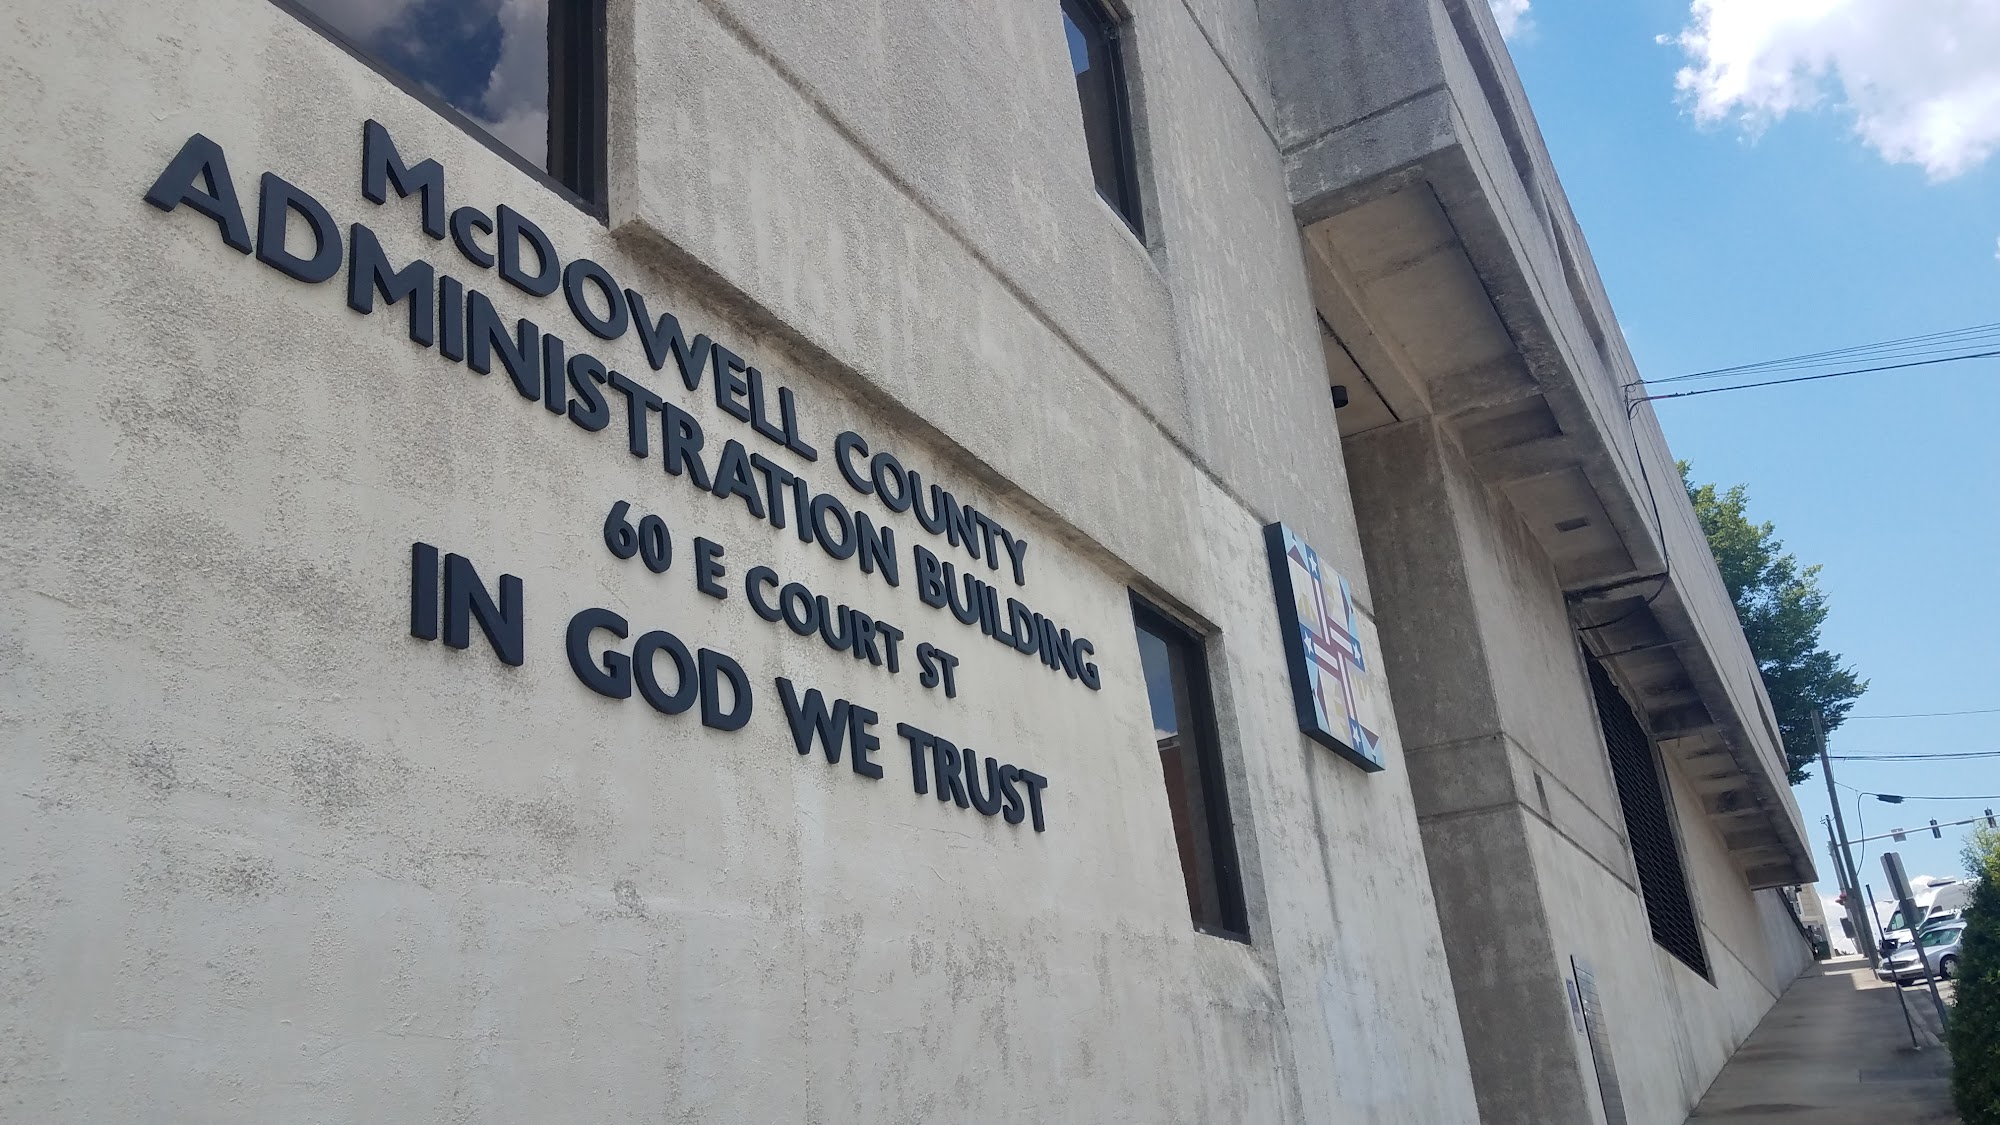 McDOWELL COUNTY
ADMINISTRATION BUILDING
60 E COURT ST
IN GOD WE TRUST